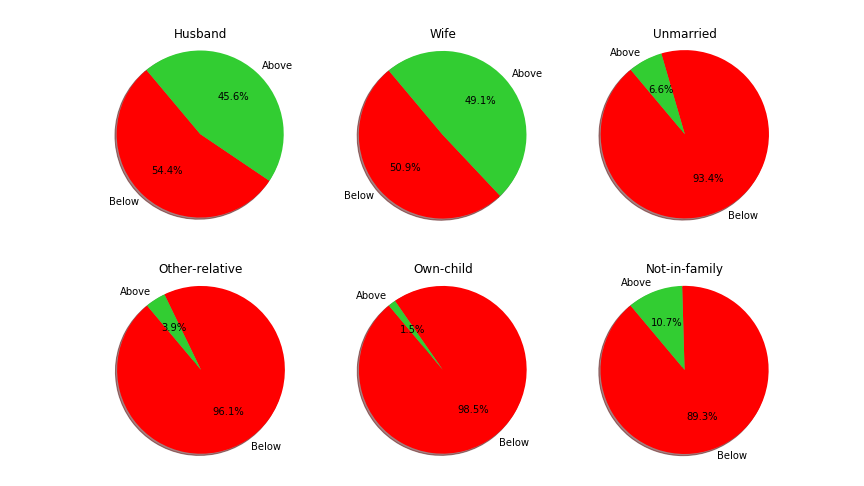 Husband
Above
45.6%
54.4%
Below
Wife
Above
49.1%
50.9%
Below
Unmarried
Above
6.6%
93.4%
Below
Other-relative
Above
3.9%
96.1%
Below
Own-child
Above
1.5%
98.5%
Below
Not-in-family
Above
10.7%
89.3%
Below